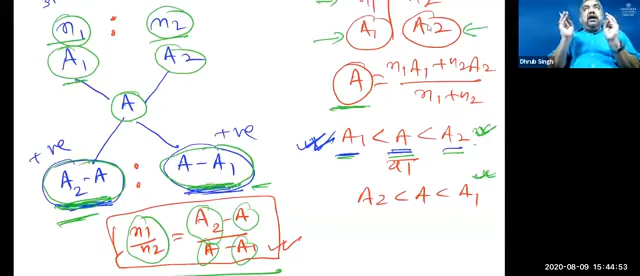 n₁ : n₂
A₁ A₂
A
+ve +ve
A₂-A : A-A₁
n₁/n₂ = A₂-A/A-A₁
A₁ A₂
A = n₁A₁+n₂A₂/n₁+n₂
A₁ < A < A₂
A₂ < A < A₁
Dhrub Singh
2020-08-09 15:44:53